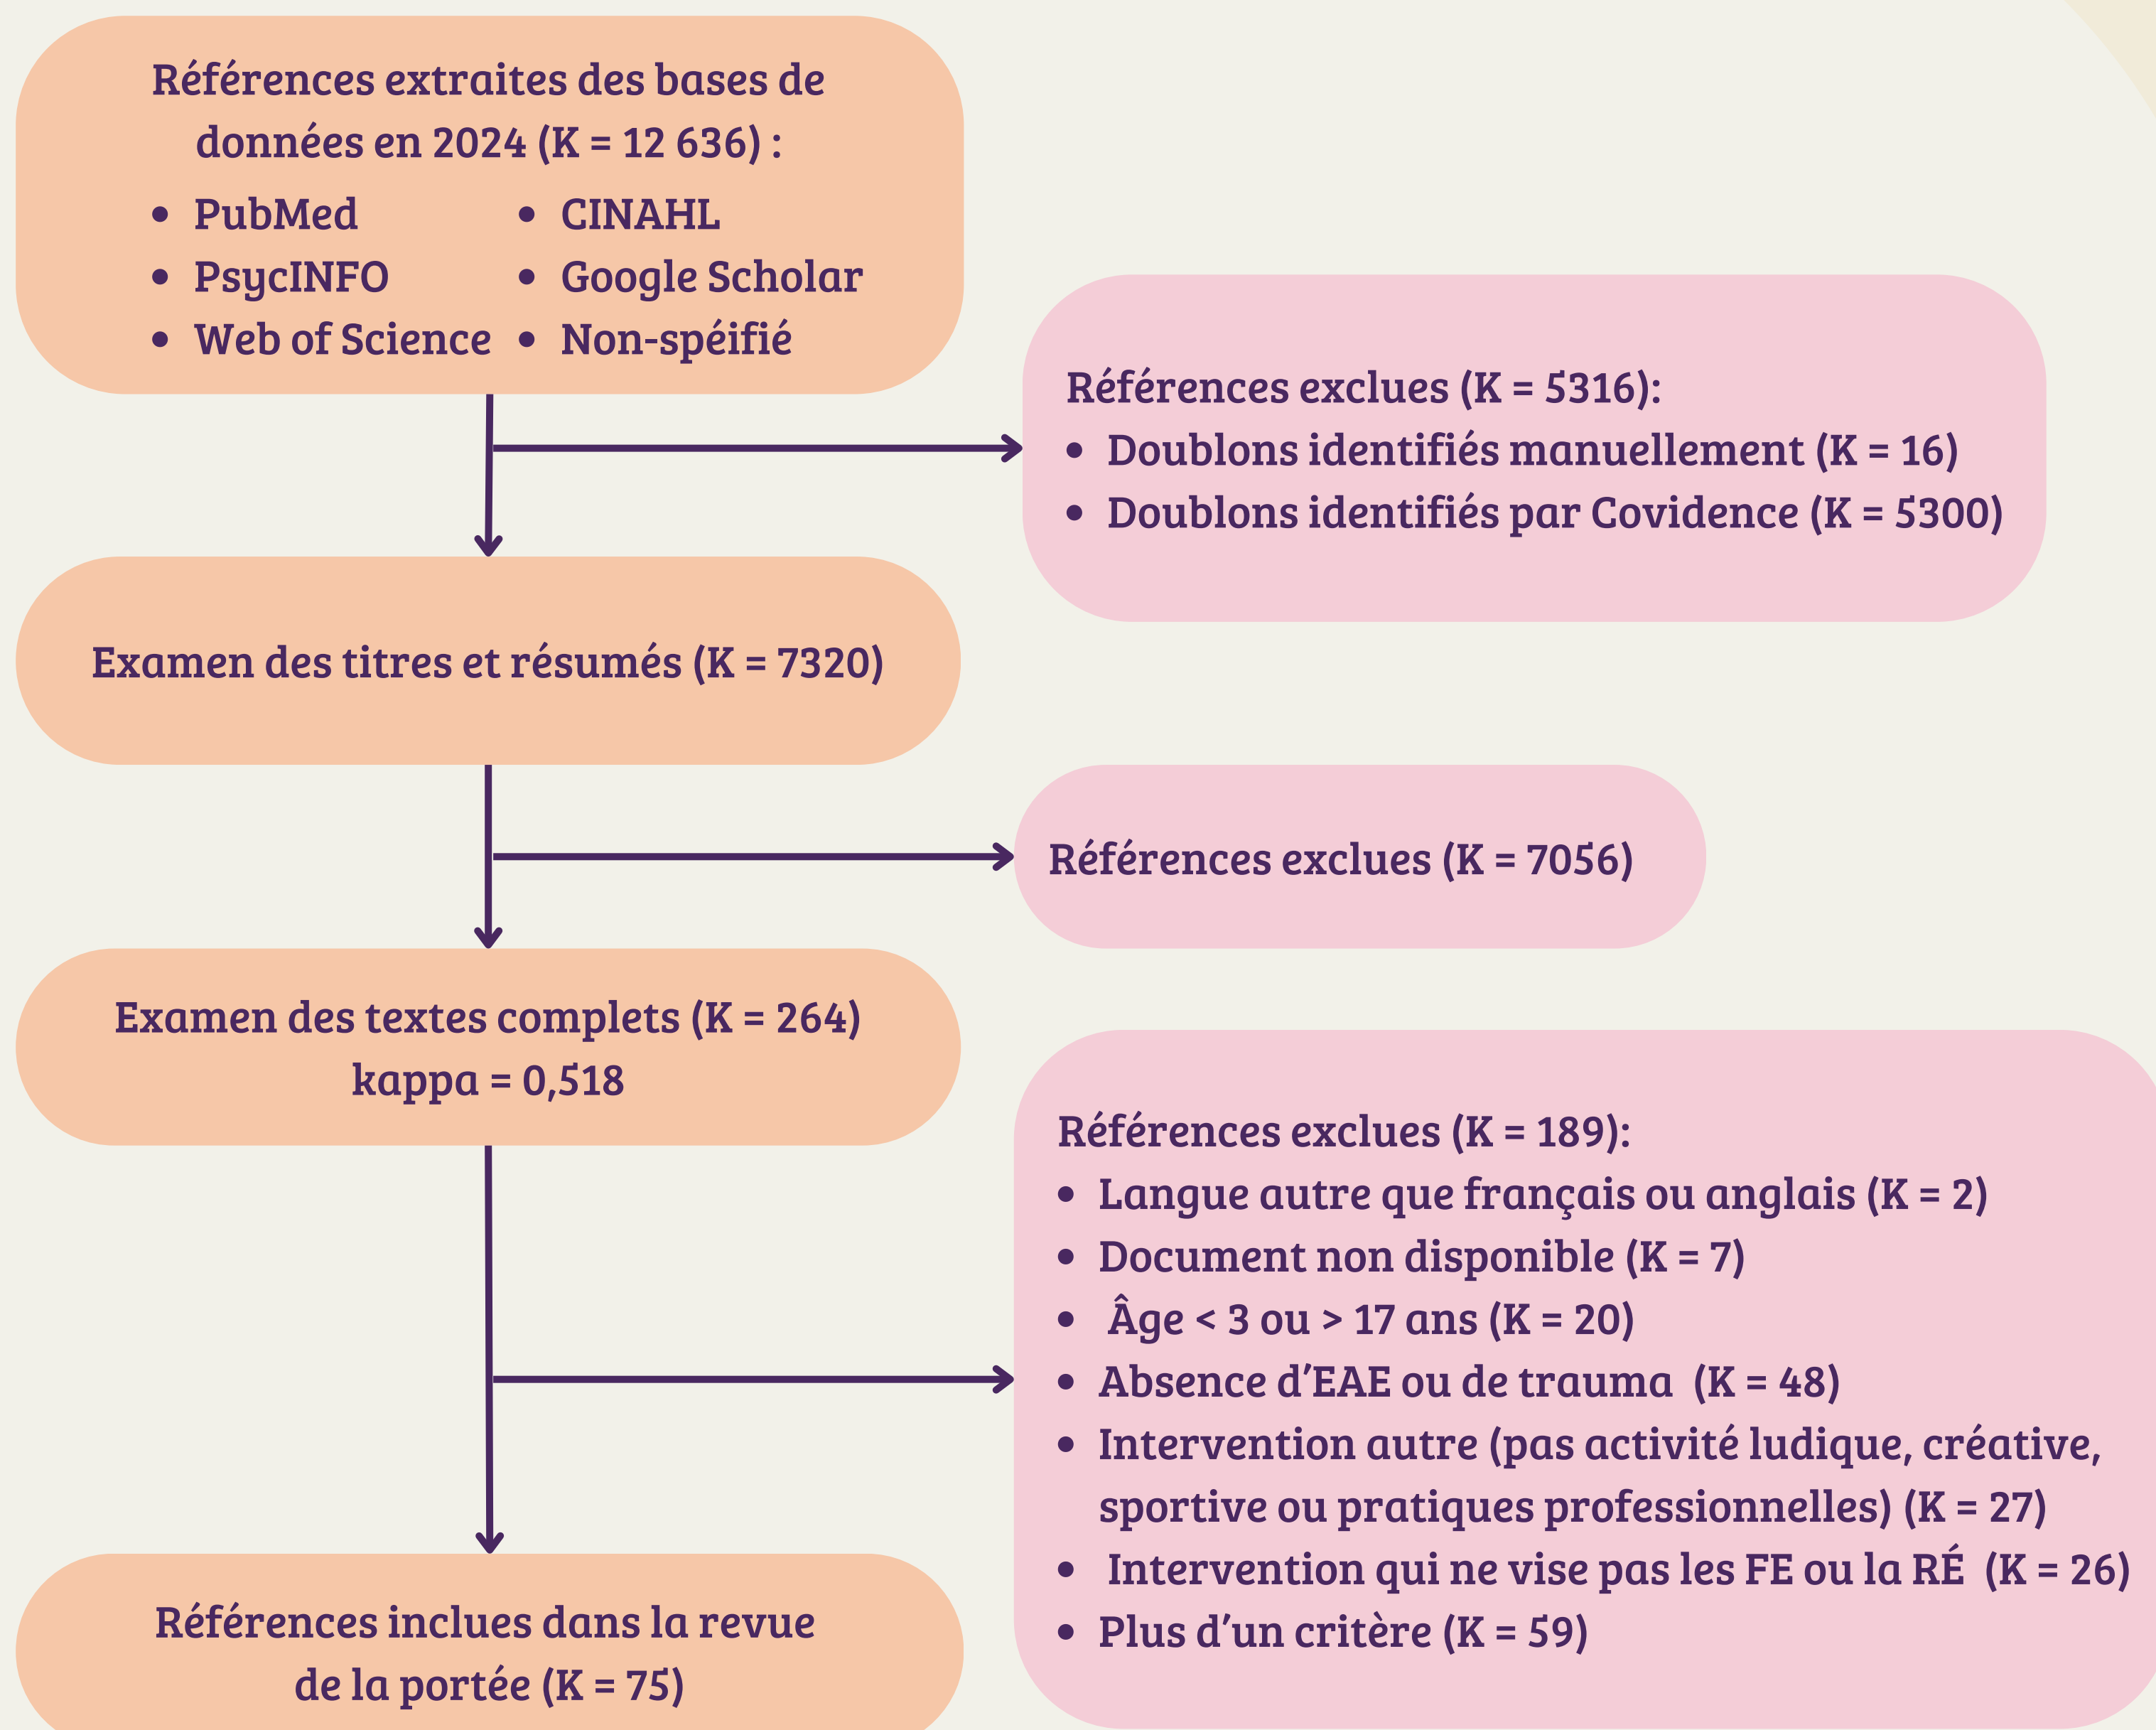 Références extraites des bases de
données en 2024 (K = 12 636) :
• PubMed
• PsycINFO
• Web of Science
• CINAHL
• Google Scholar
• Non-spéifié
Références exclues (K = 5316):
• Doublons identifiés manuellement (K = 16)
• Doublons identifiés par Covidence (K = 5300)
Examen des titres et résumés (K = 7320)
Références exclues (K = 7056)
Examen des textes complets (K = 264)
kappa = 0,518
Références exclues (K = 189):
• Langue autre que français ou anglais (K = 2)
• Document non disponible (K = 7)
• Âge < 3 ou > 17 ans (K = 20)
• Absence d’EAE ou de trauma (K = 48)
• Intervention autre (pas activité ludique, créative,
sportive ou pratiques professionnelles) (K = 27)
• Intervention qui ne vise pas les FE ou la RÉ (K = 26)
• Plus d’un critère (K = 59)
Références inclues dans la revue
de la portée (K = 75)